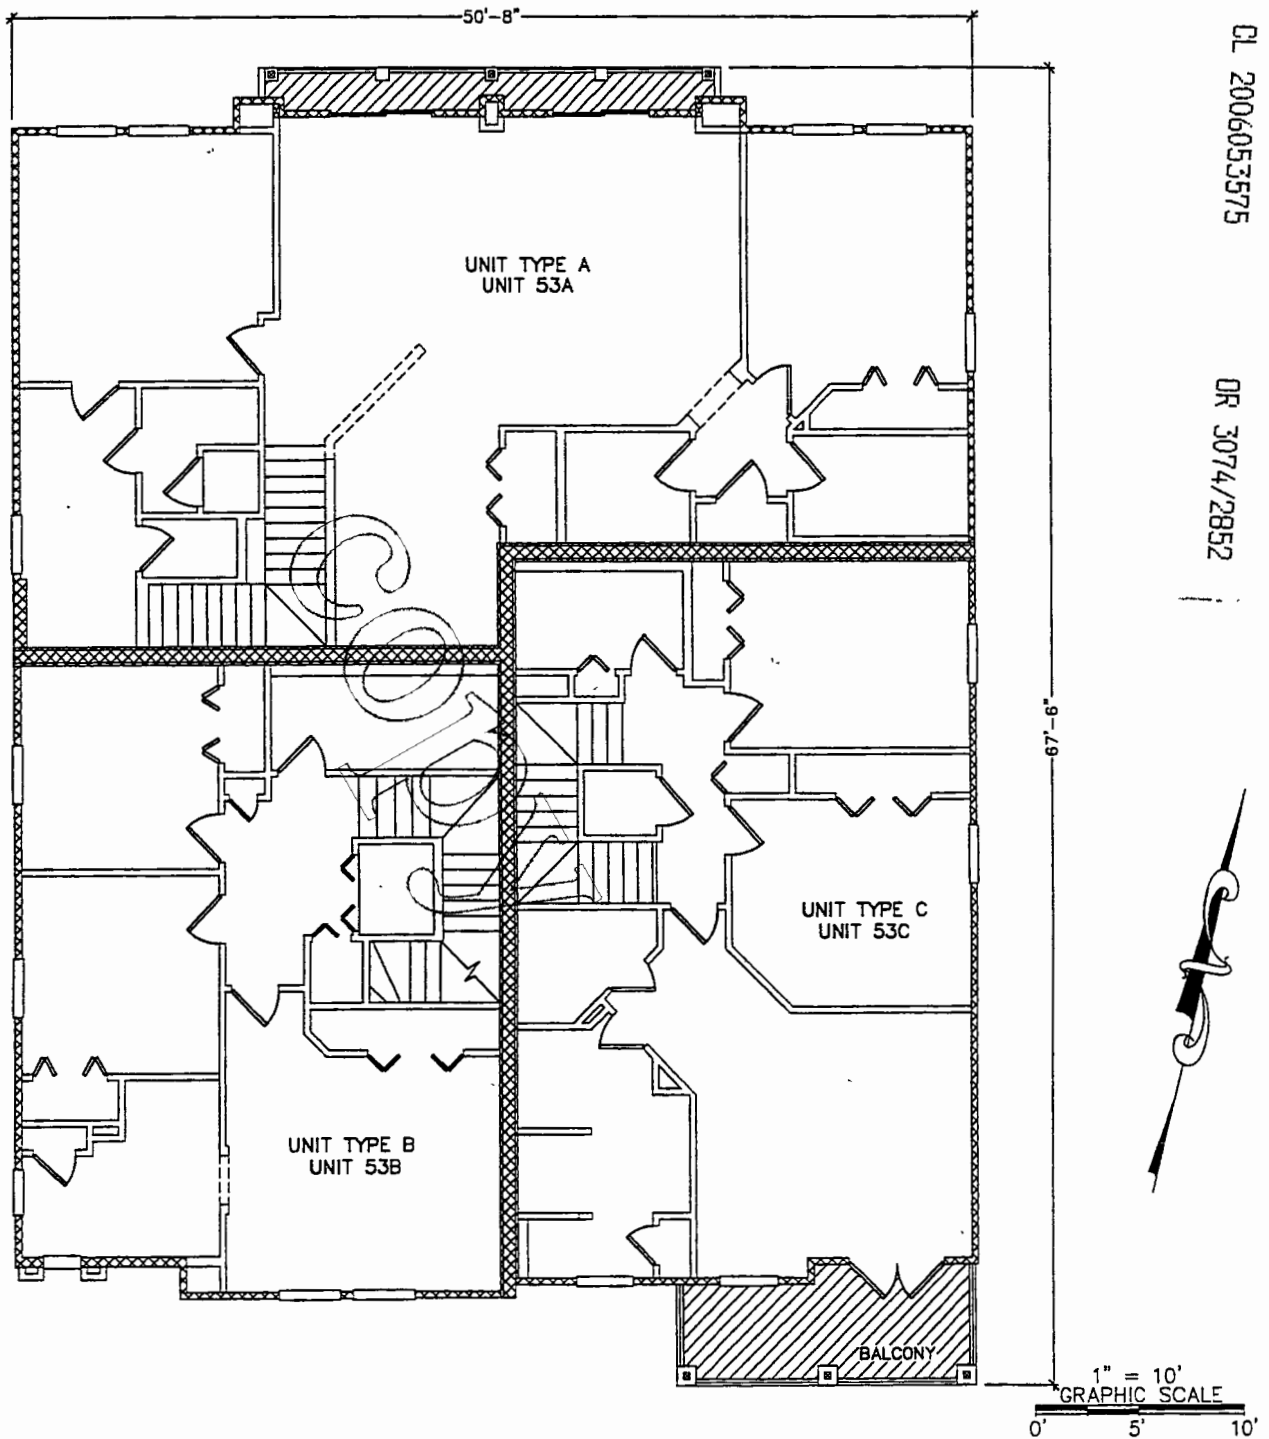 50'-8"
CL 2006053575
OR 3074/2852
UNIT TYPE A
UNIT 53A
COPY
67'-6"
UNIT TYPE C
UNIT 53C
UNIT TYPE B
UNIT 53B
BALCONY
1" = 10'
GRAPHIC SCALE
0' 5' 10'